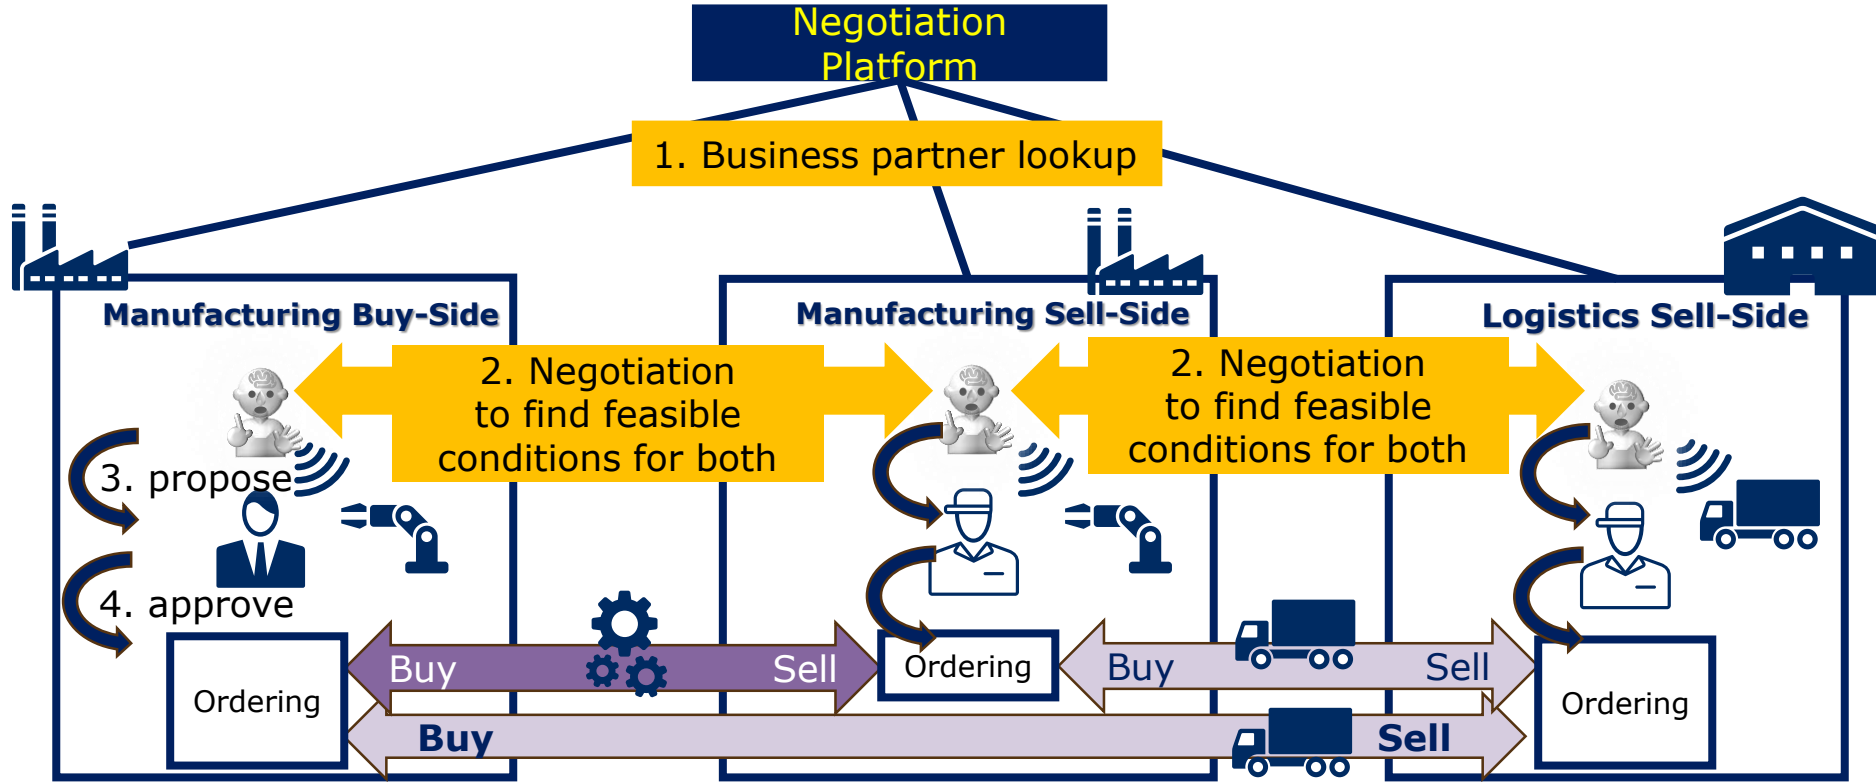 Negotiation
Platform
1. Business partner lookup
Manufacturing Buy-Side
Manufacturing Sell-Side
Logistics Sell-Side
2. Negotiation
to find feasible
conditions for both
2. Negotiation
to find feasible
conditions for both
3. propose
4. approve
Ordering
Buy
Sell
Ordering
Buy
Sell
Ordering
Buy
Sell